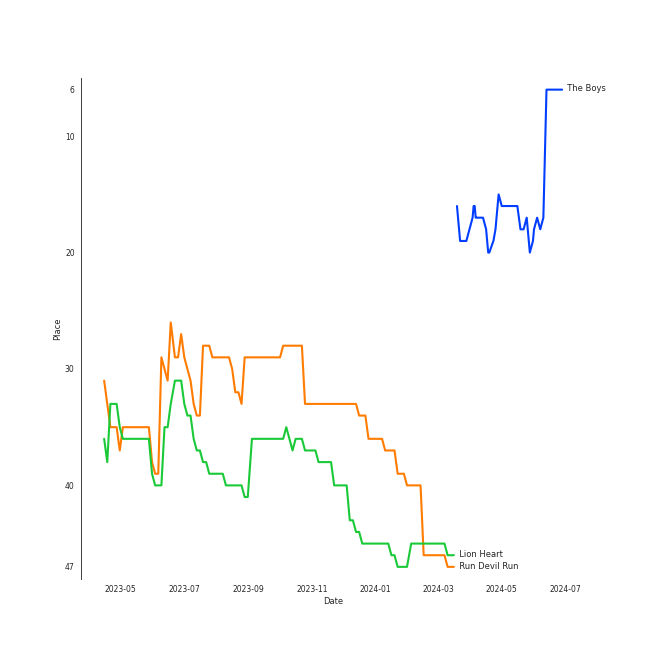 6
The Boys
10
20
30
Place
40
Lion Heart
47
Run Devil Run
2023-05
2023-07
2023-09
2023-11
2024-01
2024-03
2024-05
2024-07
Date